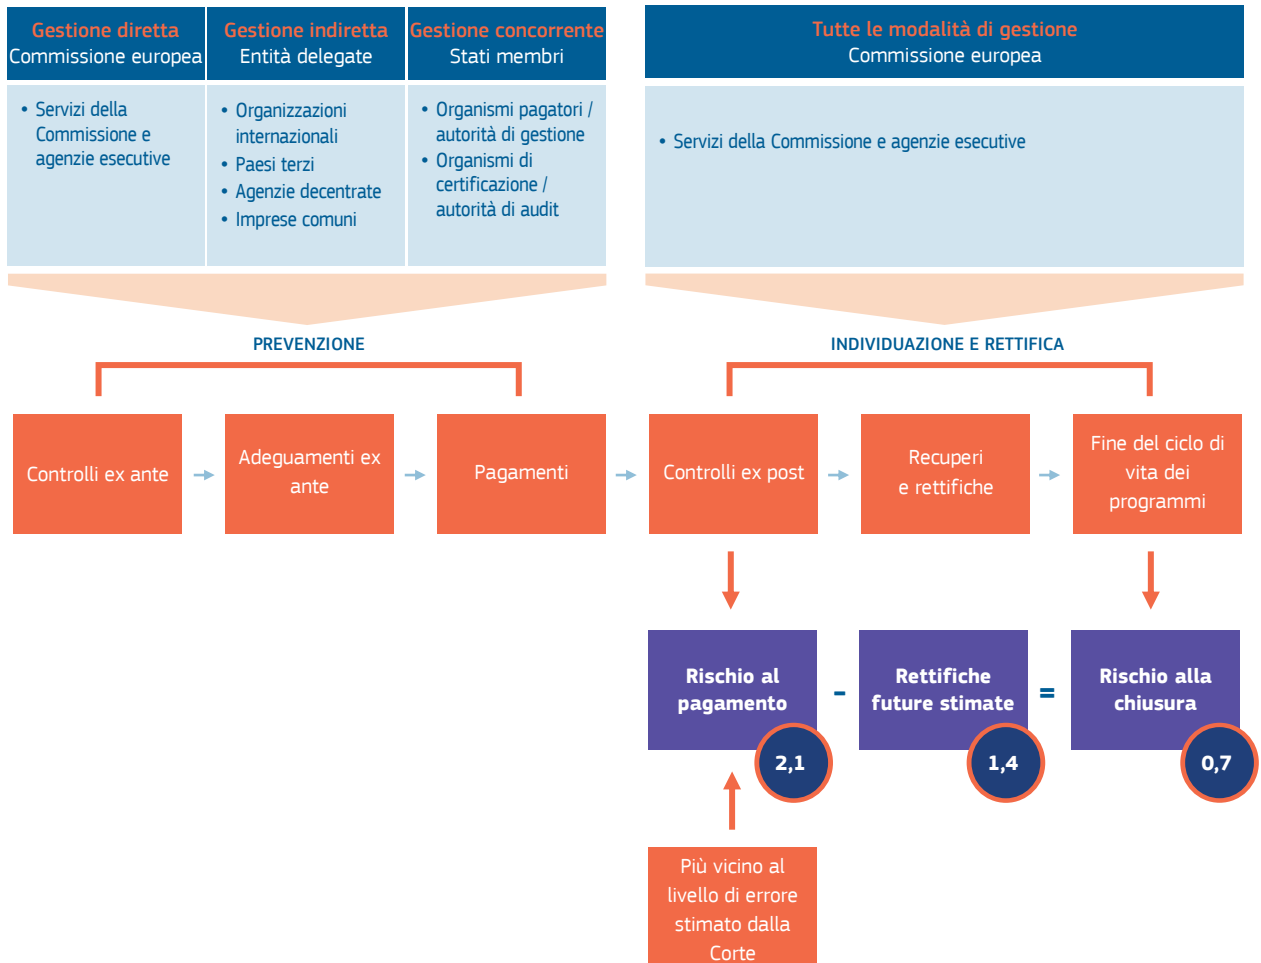 Gestione diretta
Commissione europea
Gestione indiretta
Entità delegate
Gestione concorrente
Stati membri
Tutte le modalità di gestione
Commissione europea
• Servizi della
Commissione e
agenzie esecutive
• Organizzazioni
internazionali
• Paesi terzi
• Agenzie decentrate
• Imprese comuni
• Organismi pagatori /
autorità di gestione
• Organismi di
certificazione /
autorità di audit
• Servizi della Commissione e agenzie esecutive
PREVENZIONE
INDIVIDUAZIONE E RETTIFICA
Controlli ex ante
Adeguamenti ex
ante
Pagamenti
Controlli ex post
Recuperi
e rettifiche
Fine del ciclo di
vita dei
programmi
Rischio al
pagamento
2,1
-
Rettifiche
future stimate
1,4
=
Rischio alla
chiusura
0,7
Più vicino al
livello di errore
stimato dalla
Corte